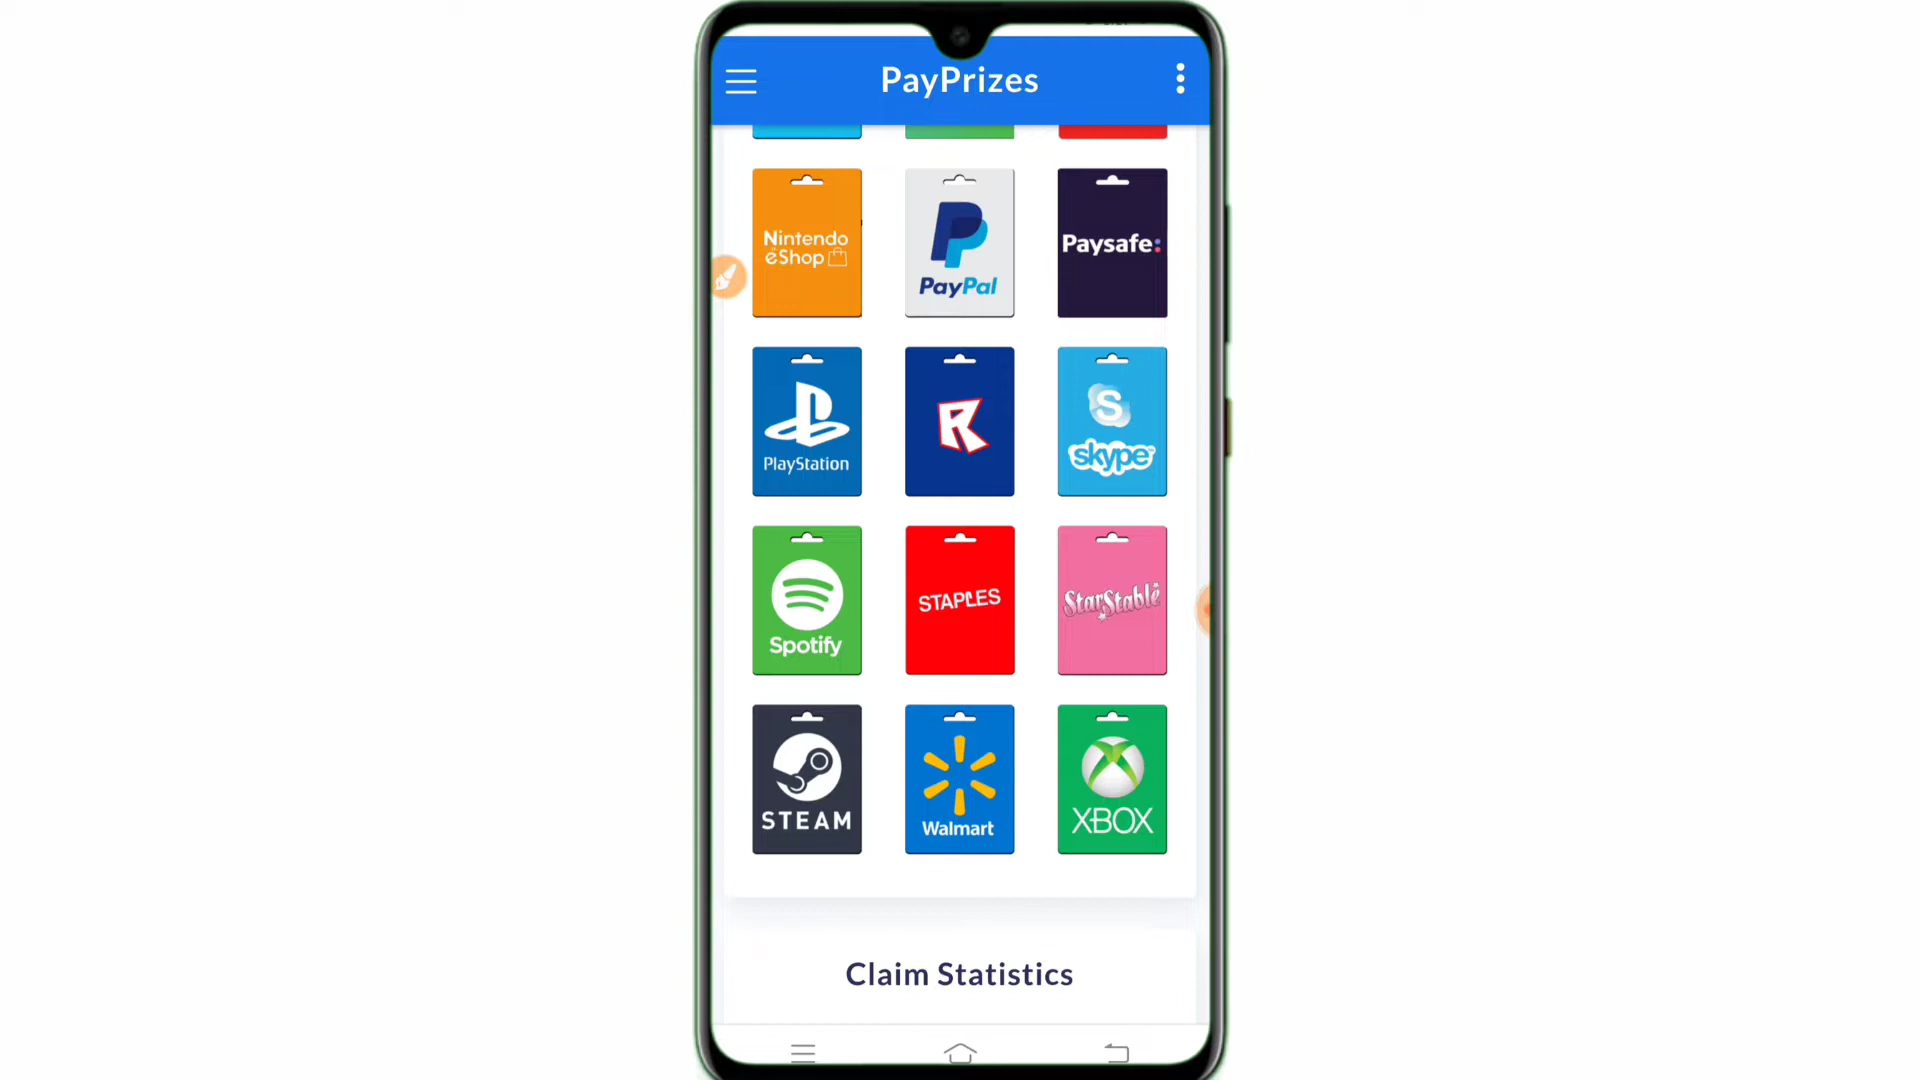 PayPrizes
Nintendo
eShop
PayPal
Paysafe:
PlayStation
R
S
skype
Spotify
STAPLES
StarStable
STEAM
Walmart
XBOX
Claim Statistics